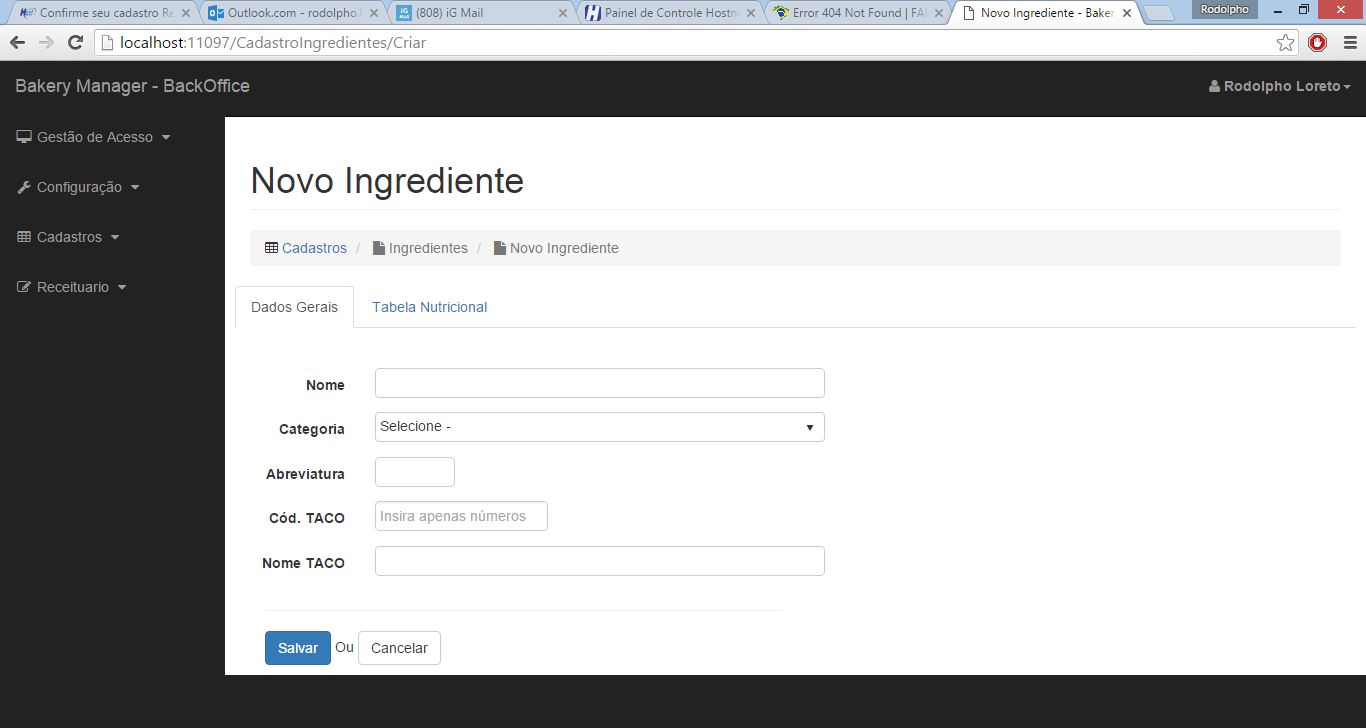 Confirme seu cadastro Re
Outlook.com - rodolpho.l
(808) iG Mail
Painel de Controle Hostn
Error 404 Not Found | FA
Novo Ingrediente - Baker
Rodolpho
localhost:11097/CadastroIngredientes/Criar
Bakery Manager - BackOffice
Rodolpho Loreto
Gestão de Acesso
Configuração
Cadastros
Receituario
Novo Ingrediente
Cadastros / Ingredientes / Novo Ingrediente
Dados Gerais
Tabela Nutricional
Nome
Categoria
Selecione -
Abreviatura
Cód. TACO
Insira apenas números
Nome TACO
Salvar Ou Cancelar